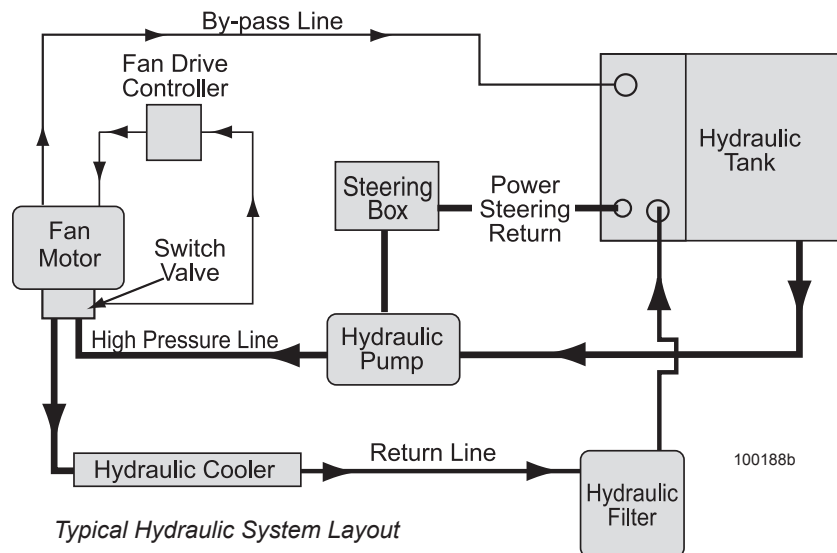 By-pass Line
Fan Drive
Controller
Hydraulic
Tank
Steering
Box
Power
Steering
Return
Fan
Motor
Switch
Valve
High Pressure Line
Hydraulic
Pump
Hydraulic Cooler
Return Line
Hydraulic
Filter
100188b
Typical Hydraulic System Layout